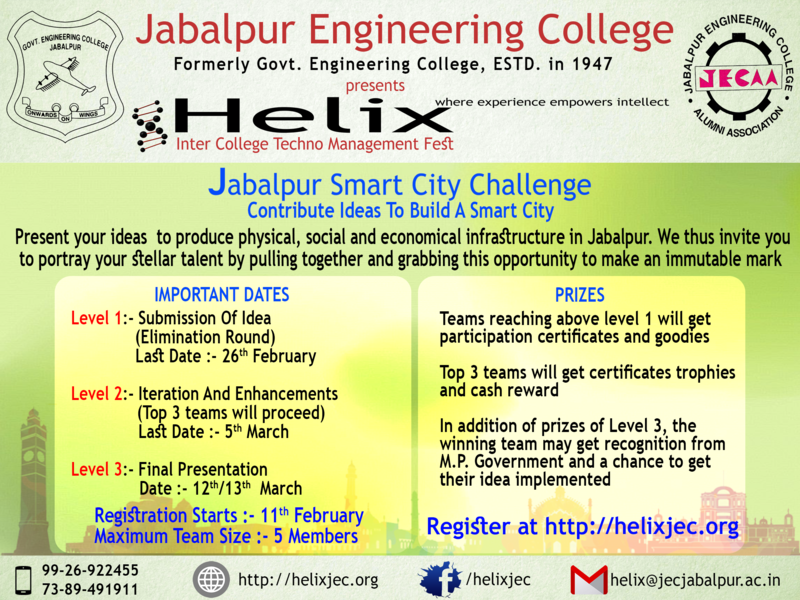 GOVT. ENGINEERING COLLEGE
JABALPUR
ONWARDS ON WINGS
Jabalpur Engineering College
Formerly Govt. Engineering College, ESTD. in 1947
presents
Helix
where experience empowers intellect
Inter College Techno Management Fest
JABALPUR ENGINEERING COLLEGE
JECAA
ALUMNI ASSOCIATION
Jabalpur Smart City Challenge
Contribute Ideas To Build A Smart City
Present your ideas to produce physical, social and economical infrastructure in Jabalpur. We thus invite you
to portray your stellar talent by pulling together and grabbing this opportunity to make an immutable mark
IMPORTANT DATES
Level 1:- Submission Of Idea
(Elimination Round)
Last Date :- 26th February
Level 2:- Iteration And Enhancements
(Top 3 teams will proceed)
Last Date :- 5th March
Level 3:- Final Presentation
Date :- 12th/13th March
Registration Starts :- 11th February
Maximum Team Size :- 5 Members
PRIZES
Teams reaching above level 1 will get
participation certificates and goodies
Top 3 teams will get certificates trophies
and cash reward
In addition of prizes of Level 3, the
winning team may get recognition from
M.P. Government and a chance to get
their idea implemented
Register at http://helixjec.org
99-26-922455
73-89-491911
http://helixjec.org
/helixjec
helix@jecjabalpur.ac.in